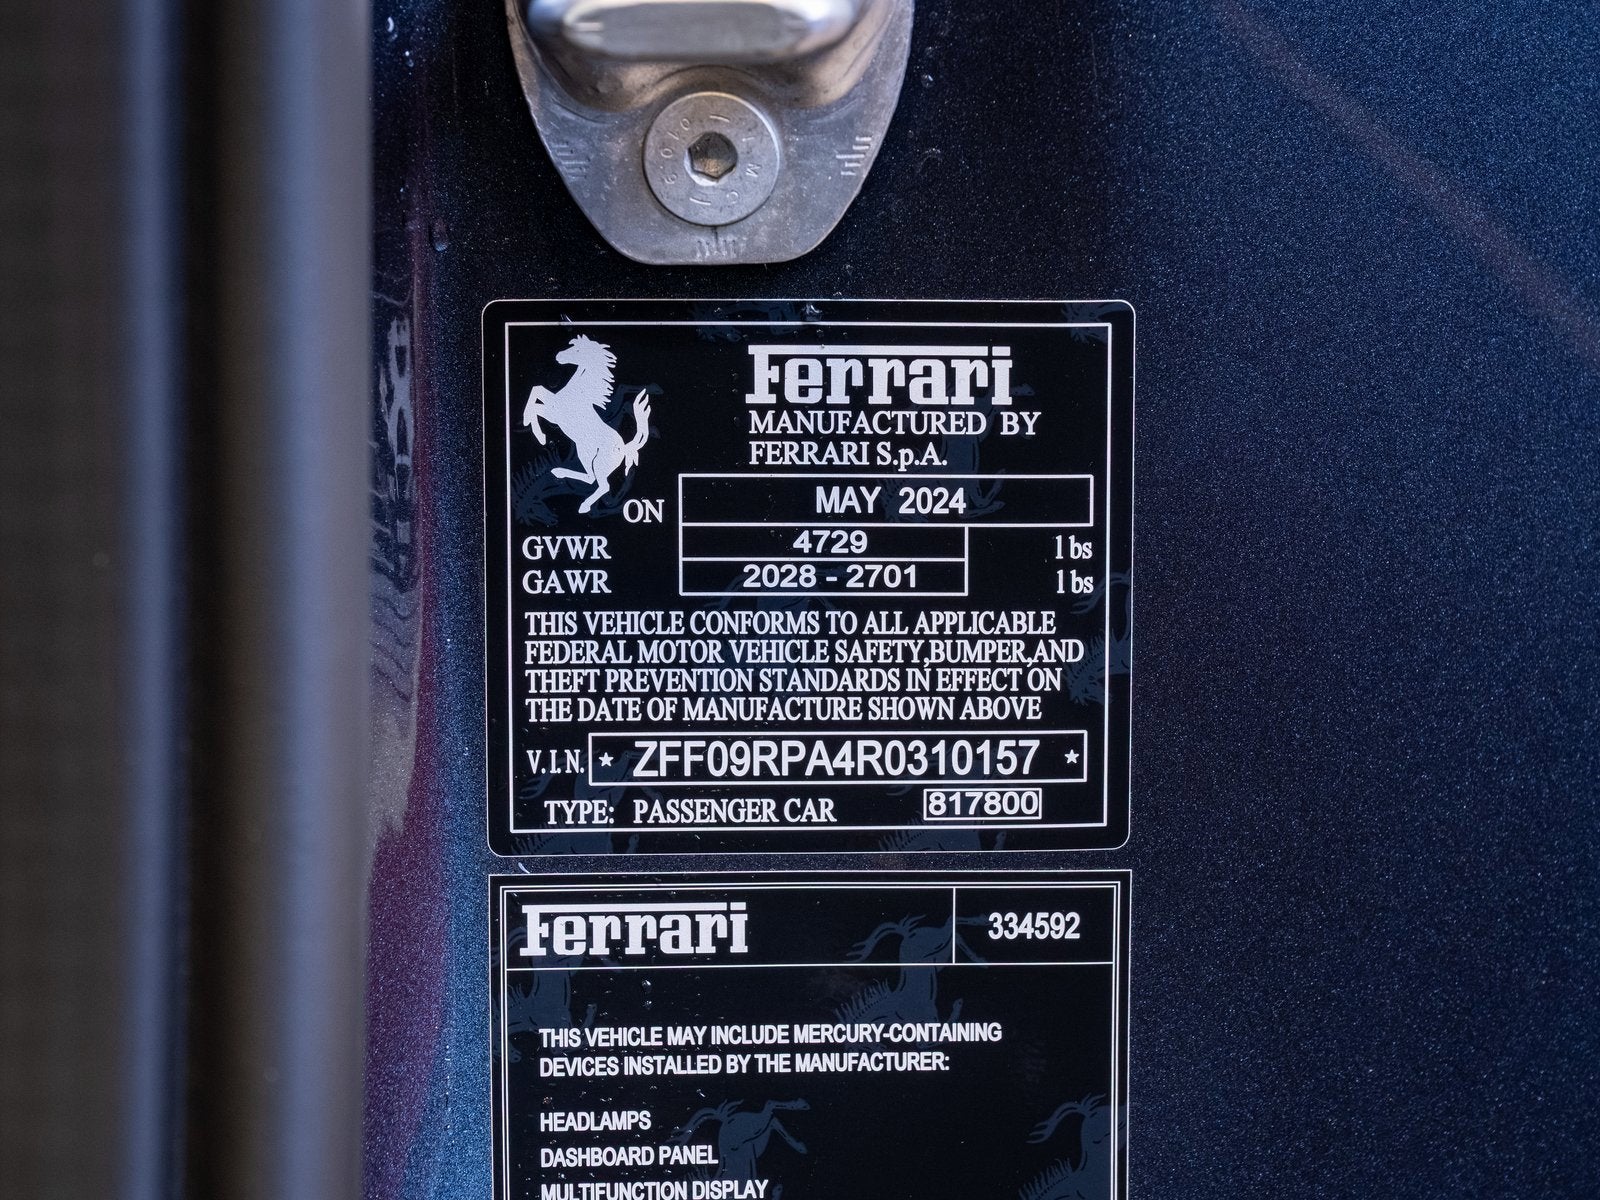 Ferrari
MANUFACTURED BY
FERRARI S.p.A.
ON MAY 2024
GVWR 4729 lbs
GAWR 2028 - 2701 lbs
THIS VEHICLE CONFORMS TO ALL APPLICABLE
FEDERAL MOTOR VEHICLE SAFETY,BUMPER,AND
THEFT PREVENTION STANDARDS IN EFFECT ON
THE DATE OF MANUFACTURE SHOWN ABOVE
V.I.N. * ZFF09RPA4R0310157 *
TYPE: PASSENGER CAR 817800
Ferrari 334592
THIS VEHICLE MAY INCLUDE MERCURY-CONTAINING
DEVICES INSTALLED BY THE MANUFACTURER:
HEADLAMPS
DASHBOARD PANEL
MULTIFUNCTION DISPLAY